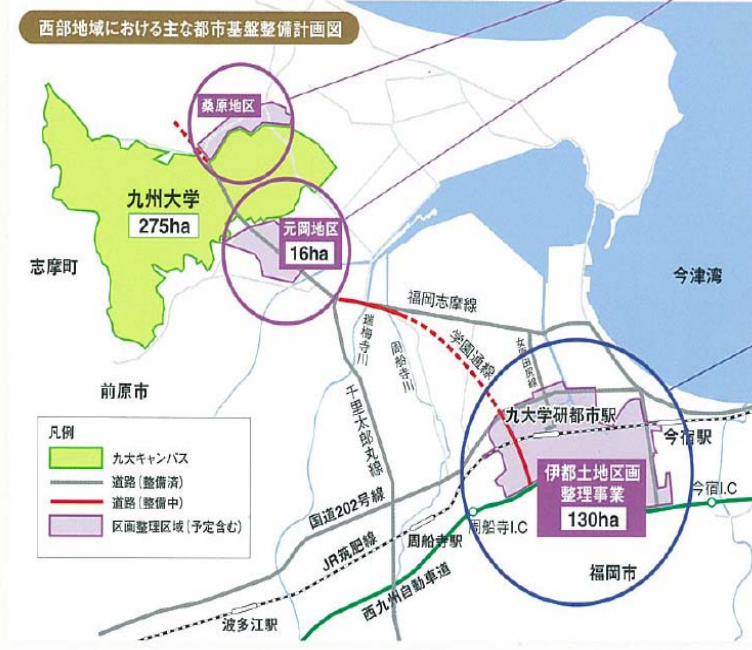 西部地域における主な都市基盤整備計画図
桑原地区
九州大学
275ha
元岡地区
16ha
志摩町
今津湾
福岡志摩線
学園通線
瑞梅寺川
周船寺川
女原田尻線
前原市
千里太郎丸線
九大学研都市駅
今宿駅
伊都土地区画
整理事業
130ha
今宿I.C
周船寺I.C
国道202号線
周船寺駅
JR筑肥線
西九州自動車道
福岡市
波多江駅
凡例
九大キャンパス
道路(整備済)
道路(整備中)
区画整理区域(予定含む)